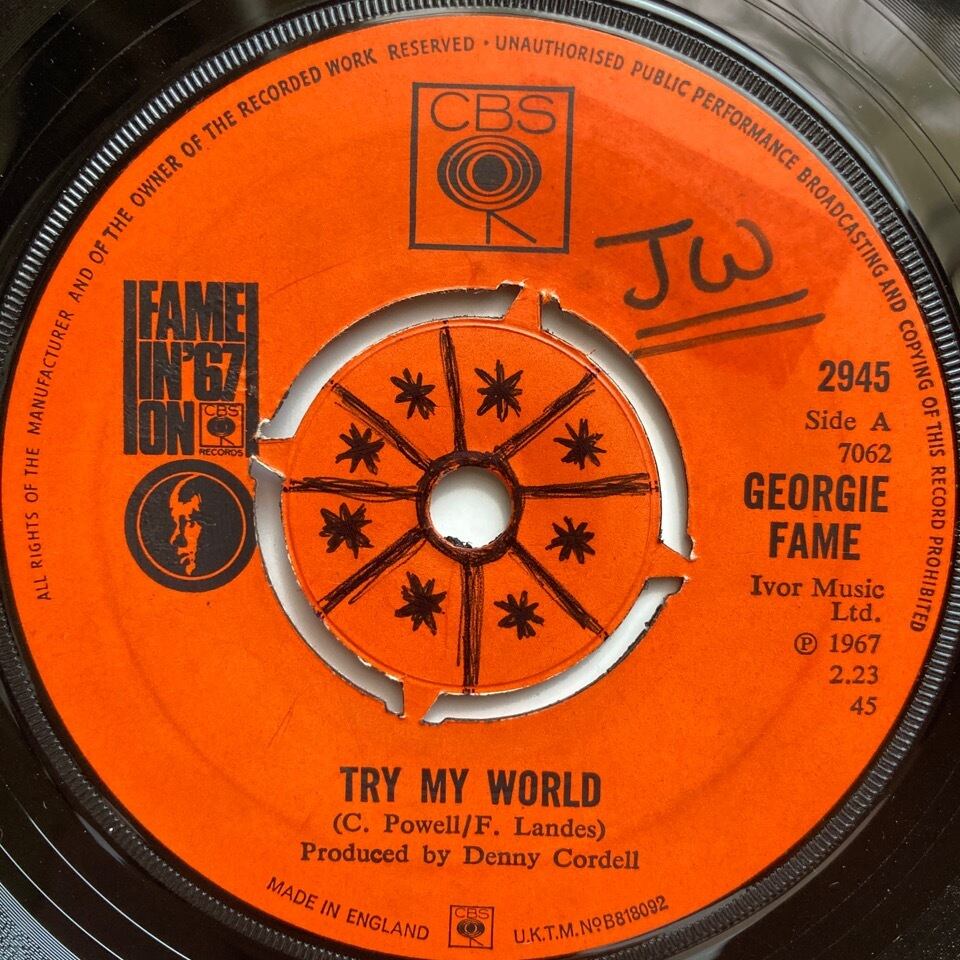 ALL RIGHTS OF THE MANUFACTURER AND OF THE OWNER OF THE RECORDED WORK RESERVED · UNAUTHORISED PUBLIC PERFORMANCE BROADCASTING AND COPYING OF THIS RECORD PROHIBITED
CBS
JW
FAME
IN'67
ON CBS
RECORDS
2945
Side A
7062
GEORGIE
FAME
Ivor Music
Ltd.
℗ 1967
2.23
45
TRY MY WORLD
(C. Powell/F. Landes)
Produced by Denny Cordell
MADE IN ENGLAND
CBS
U.K.T.M. NºB818092